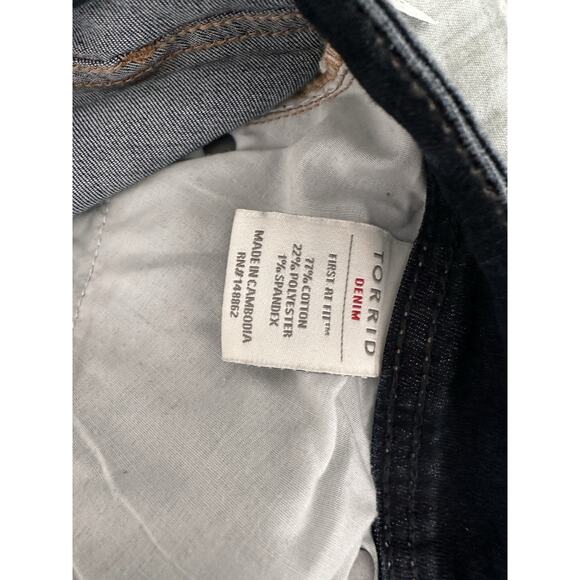 TORRID
DENIM
FIRST AT FIT™
77% COTTON
22% POLYESTER
1% SPANDEX
MADE IN CAMBODIA
RN# 148862